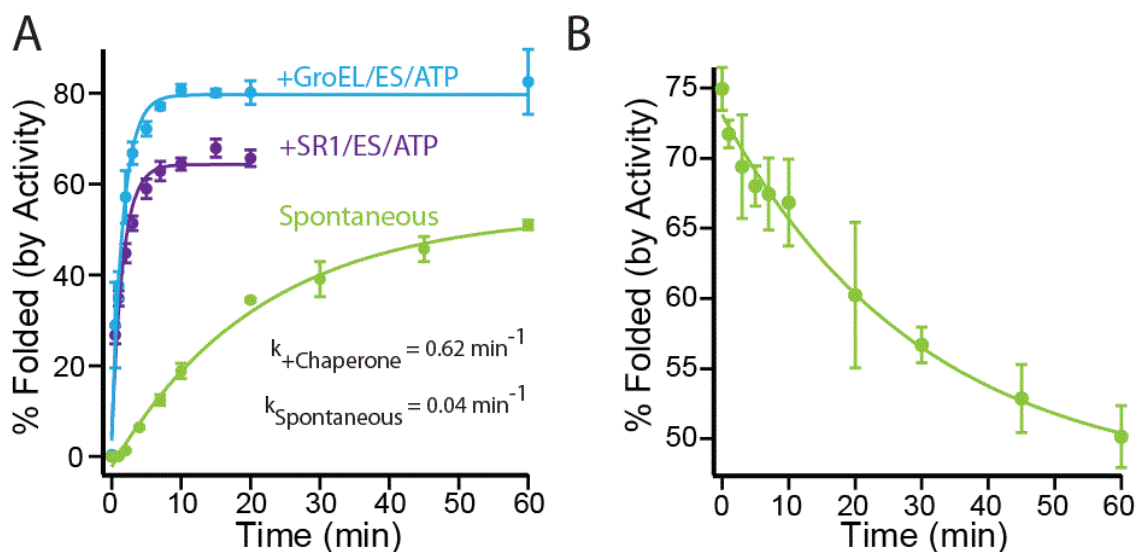 A
% Folded (by Activity)
80
60
40
20
0
+GroEL/ES/ATP
+SR1/ES/ATP
Spontaneous
k+Chaperone = 0.62 min-1
kSpontaneous = 0.04 min-1
0 10 20 30 40 50 60
Time (min)
B
% Folded (by Activity)
75
70
65
60
55
50
0 10 20 30 40 50 60
Time (min)